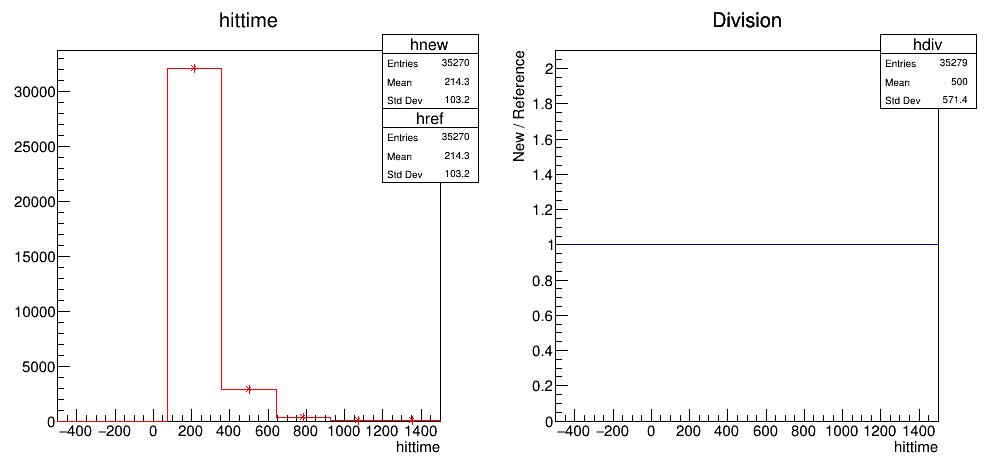 hittime
hnew
Entries 35270
Mean 214.3
Std Dev 103.2
href
Entries 35270
Mean 214.3
Std Dev 103.2
30000
25000
20000
15000
10000
5000
0
−400 −200 0 200 400 600 800 1000 1200 1400
hittime
Division
hdiv
Entries 35279
Mean 500
Std Dev 571.4
New / Reference
2
1.8
1.6
1.4
1.2
1
0.8
0.6
0.4
0.2
0
−400 −200 0 200 400 600 800 1000 1200 1400
hittime